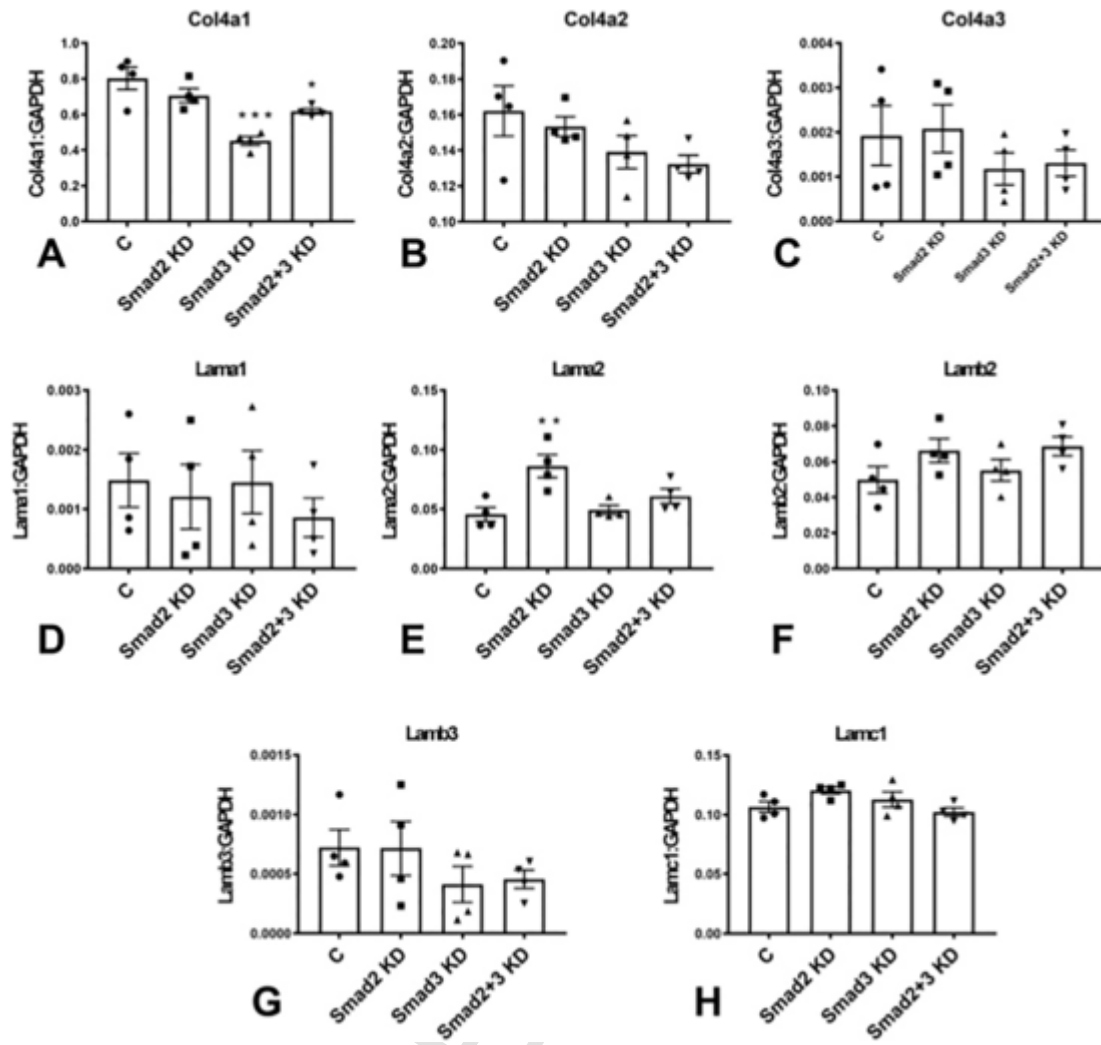 Col4a1
Col4a1:GAPDH
1.0
0.8
0.6
0.4
0.2
0.0
***
*
C
Smad2 KD
Smad3 KD
Smad2+3 KD
A
Col4a2
Col4a2:GAPDH
0.20
0.18
0.16
0.14
0.12
0.10
C
Smad2 KD
Smad3 KD
Smad2+3 KD
B
Col4a3
Col4a3:GAPDH
0.004
0.003
0.002
0.001
0.000
C
Smad2 KD
Smad3 KD
Smad2+3 KD
C
Lama1
Lama1:GAPDH
0.003
0.002
0.001
0.000
C
Smad2 KD
Smad3 KD
Smad2+3 KD
D
Lama2
Lama2:GAPDH
0.15
0.10
0.05
0.00
**
C
Smad2 KD
Smad3 KD
Smad2+3 KD
E
Lamb2
Lamb2:GAPDH
0.10
0.08
0.06
0.04
0.02
0.00
C
Smad2 KD
Smad3 KD
Smad2+3 KD
F
Lamb3
Lamb3:GAPDH
0.0015
0.0010
0.0005
0.0000
C
Smad2 KD
Smad3 KD
Smad2+3 KD
G
Lamc1
Lamc1:GAPDH
0.15
0.10
0.05
0.00
C
Smad2 KD
Smad3 KD
Smad2+3 KD
H